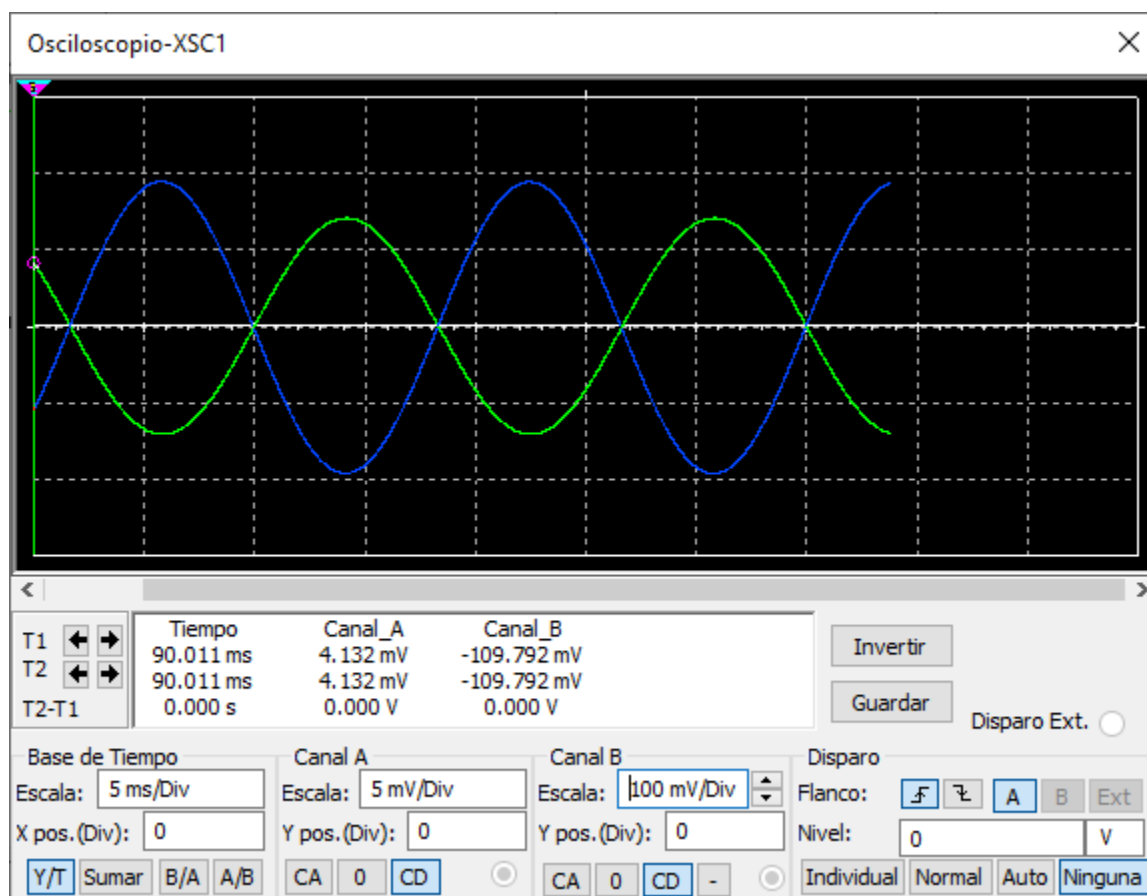 Osciloscopio-XSC1
Tiempo Canal_A Canal_B
T1 90.011 ms 4.132 mV -109.792 mV
T2 90.011 ms 4.132 mV -109.792 mV
T2-T1 0.000 s 0.000 V 0.000 V
Invertir
Guardar
Disparo Ext.
Base de Tiempo
Escala: 5 ms/Div
X pos.(Div): 0
Y/T Sumar B/A A/B
Canal A
Escala: 5 mV/Div
Y pos.(Div): 0
CA 0 CD
Canal B
Escala: 100 mV/Div
Y pos.(Div): 0
CA 0 CD -
Disparo
Flanco: A B Ext
Nivel: 0 V
Individual Normal Auto Ninguna